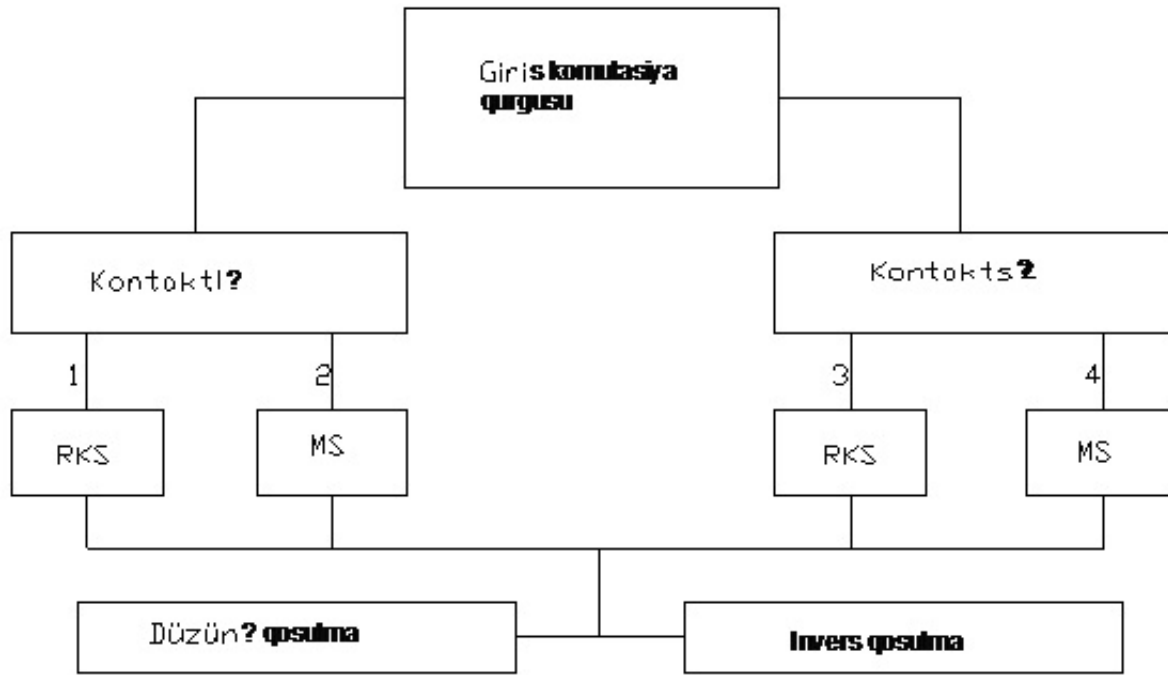 Giris komutasiya
qurgusu
Kontoktl?
Kontokts?
1
2
3
4
RKS
MS
RKS
MS
Düzün? qosulma
Invers qosulma